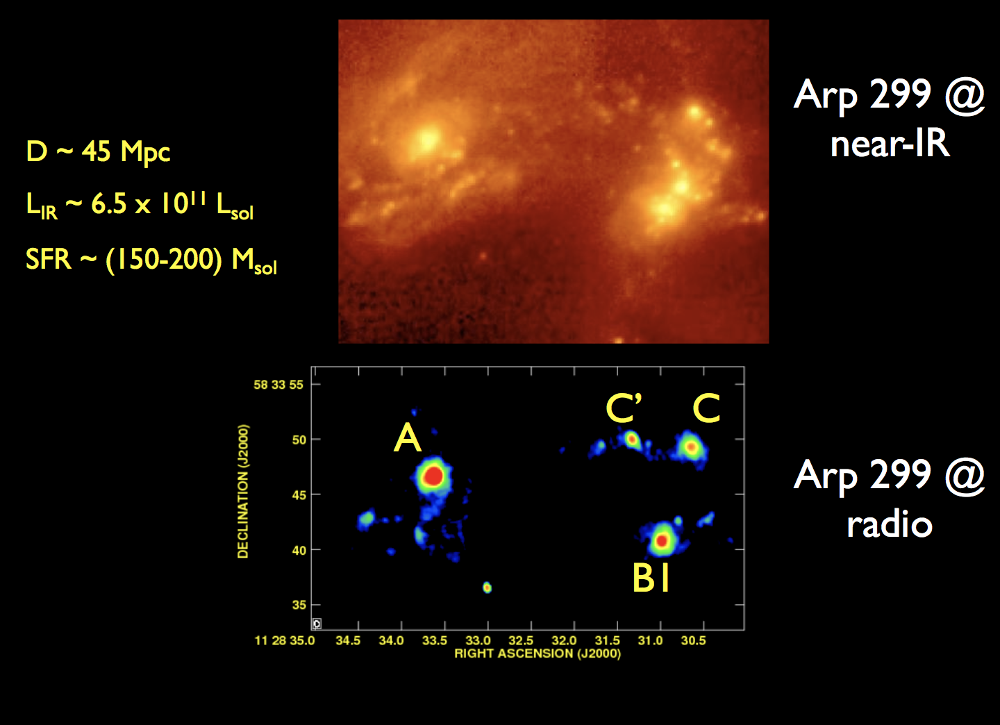 Arp 299 @
near-IR
D ~ 45 Mpc
L_IR ~ 6.5 x 10^11 L_sol
SFR ~ (150-200) M_sol
Arp 299 @
radio
A
C’
C
B1
DECLINATION (J2000)
58 33 55
50
45
40
35
11 28 35.0 34.5 34.0 33.5 33.0 32.5 32.0 31.5 31.0 30.5
RIGHT ASCENSION (J2000)